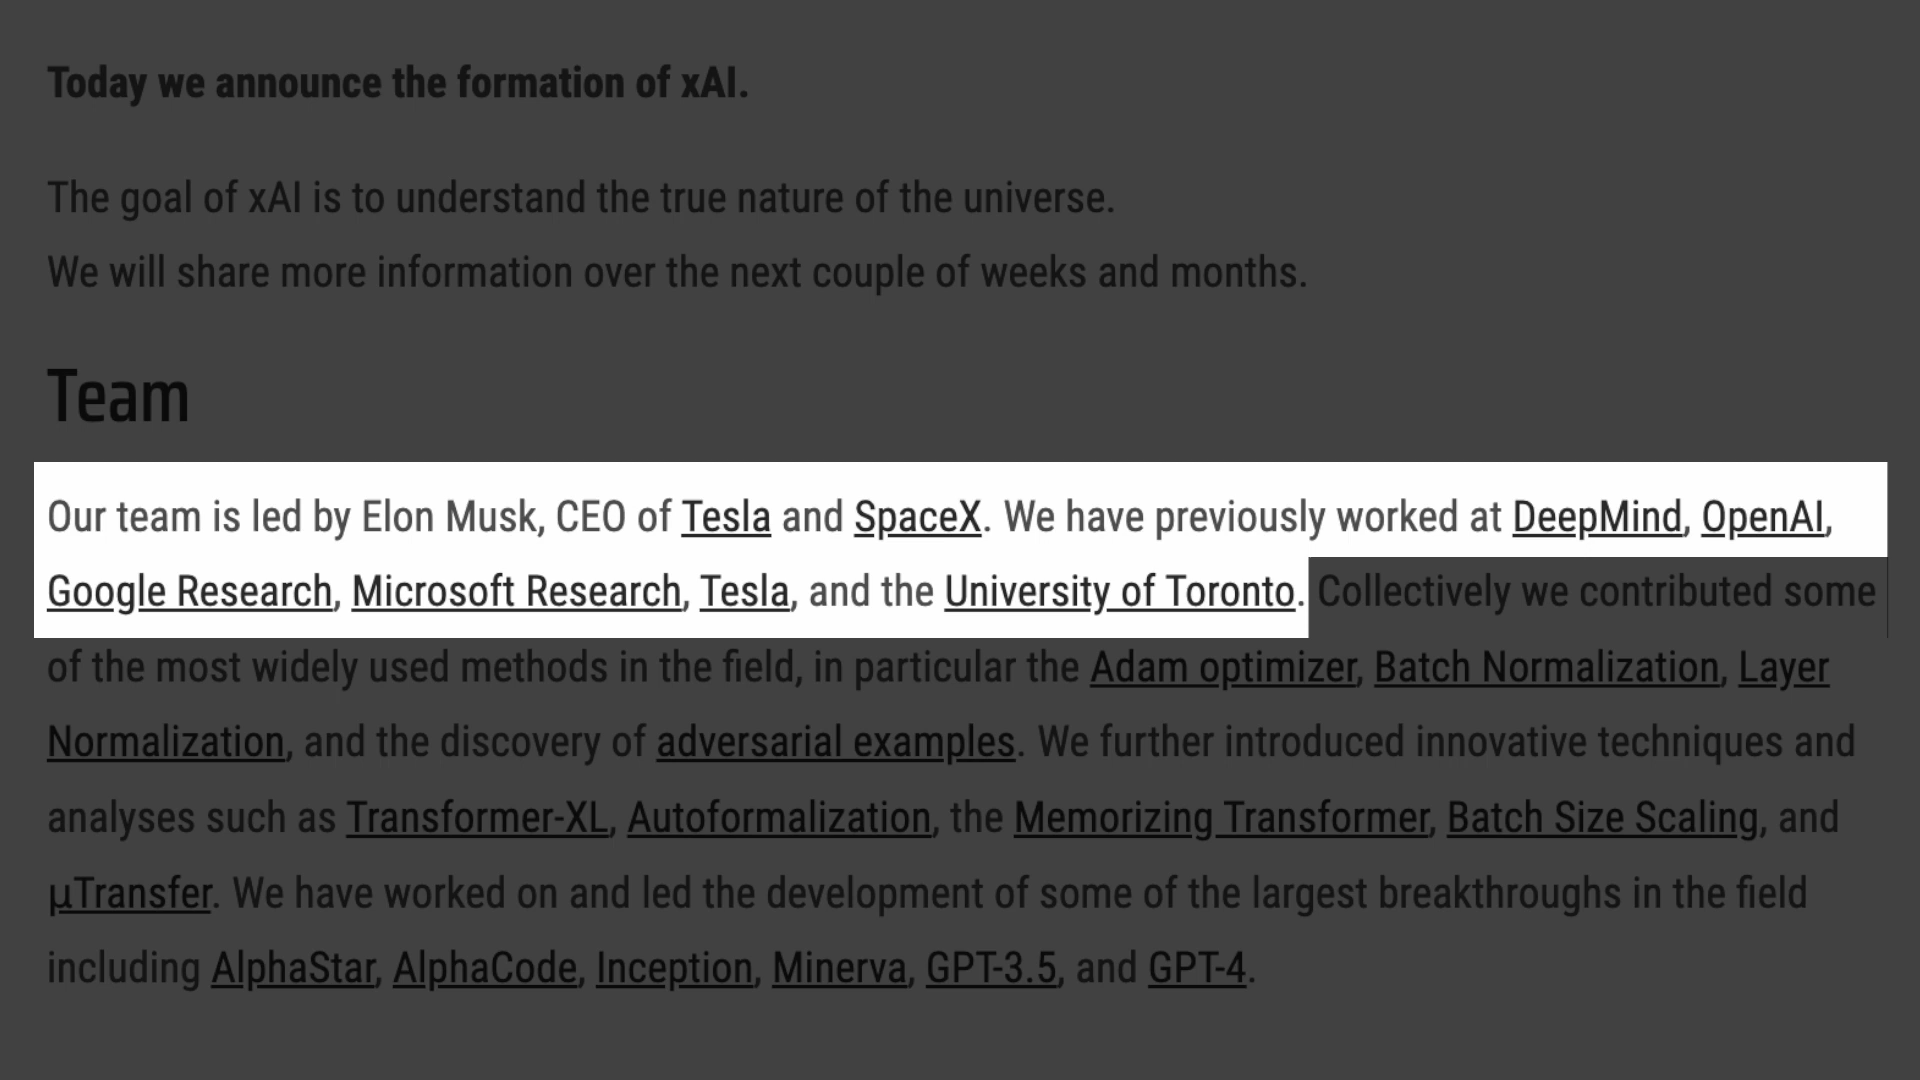 Today we announce the formation of xAI.
The goal of xAI is to understand the true nature of the universe.
We will share more information over the next couple of weeks and months.
Team
Our team is led by Elon Musk, CEO of Tesla and SpaceX. We have previously worked at DeepMind, OpenAI,
Google Research, Microsoft Research, Tesla, and the University of Toronto. Collectively we contributed some
of the most widely used methods in the field, in particular the Adam optimizer, Batch Normalization, Layer
Normalization, and the discovery of adversarial examples. We further introduced innovative techniques and
analyses such as Transformer-XL, Autoformalization, the Memorizing Transformer, Batch Size Scaling, and
μTransfer. We have worked on and led the development of some of the largest breakthroughs in the field
including AlphaStar, AlphaCode, Inception, Minerva, GPT-3.5, and GPT-4.